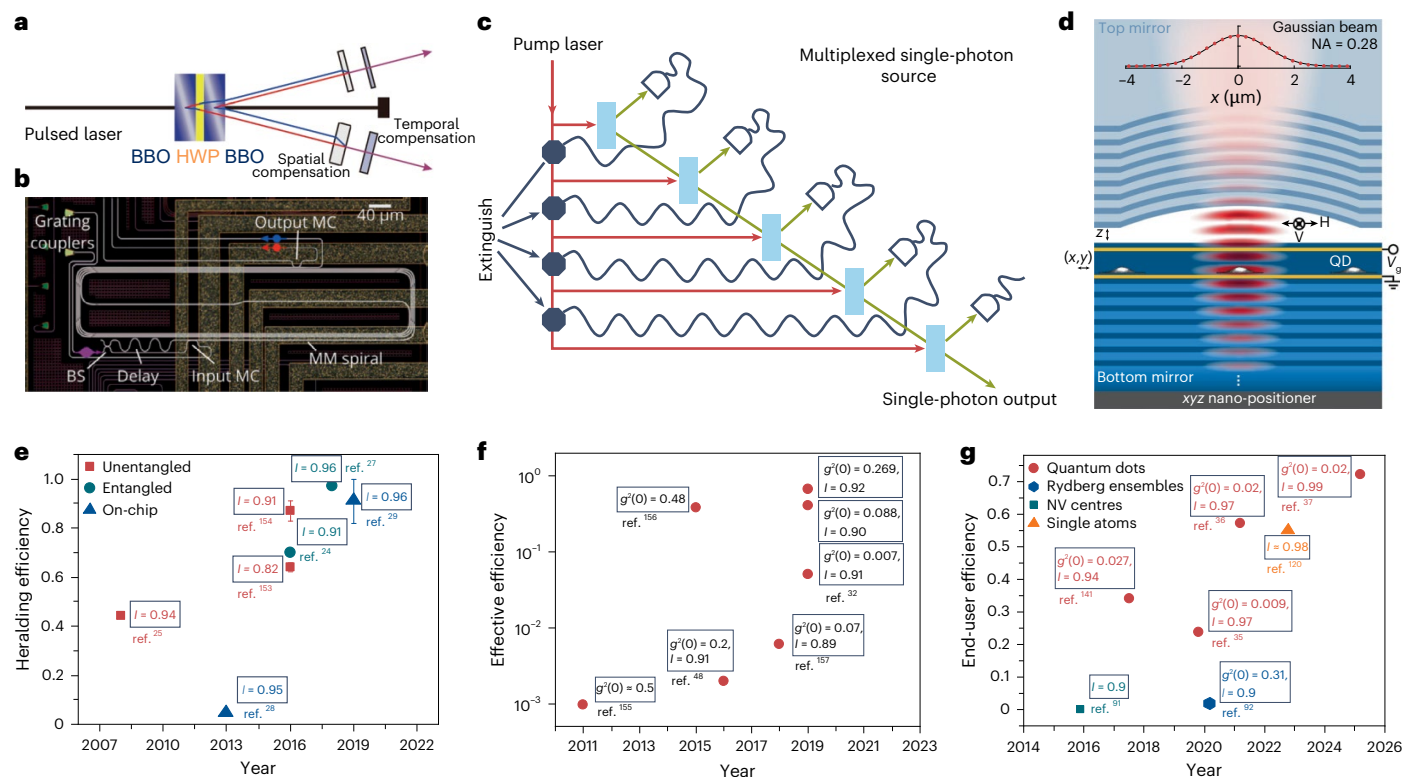 a
Pulsed laser
BBO HWP BBO
Spatial
compensation
Temporal
compensation
b
Grating
couplers
Output MC
40 μm
BS
Delay
Input MC
MM spiral
c
Pump laser
Multiplexed single-photon
source
Extinguish
Single-photon output
d
Top mirror
Gaussian beam
NA = 0.28
−4
−2
0
2
4
x (μm)
z
H
V
(x,y)
QD
Vg
Bottom mirror
xyz nano-positioner
e
Unentangled
Entangled
On-chip
Heralding efficiency
1.0
0.8
0.6
0.4
0.2
0
I = 0.96
ref. 27
I = 0.91
ref. 154
I = 0.96
ref. 29
I = 0.91
ref. 24
I = 0.82
ref. 153
I = 0.94
ref. 25
I = 0.95
ref. 28
2007
2010
2013
2016
2019
2022
Year
f
Effective efficiency
10⁰
10⁻¹
10⁻²
10⁻³
g²(0) = 0.48
ref. 156
g²(0) = 0.269,
I = 0.92
g²(0) = 0.088,
I = 0.90
g²(0) = 0.007,
I = 0.91
ref. 32
g²(0) = 0.2,
I = 0.91
ref. 48
g²(0) = 0.07,
I = 0.89
ref. 157
g²(0) ≈ 0.5
ref. 155
2011
2013
2015
2017
2019
2021
2023
Year
g
Quantum dots
Rydberg ensembles
NV centres
Single atoms
End-user efficiency
0.7
0.6
0.5
0.4
0.3
0.2
0.1
0
g²(0) = 0.02,
I = 0.99
ref. 37
g²(0) = 0.02,
I = 0.97
ref. 36
I = 0.98
ref. 120
g²(0) = 0.027,
I = 0.94
ref. 141
g²(0) = 0.009,
I = 0.97
ref. 35
I = 0.9
ref. 91
g²(0) = 0.31,
I = 0.9
ref. 92
2014
2016
2018
2020
2022
2024
2026
Year